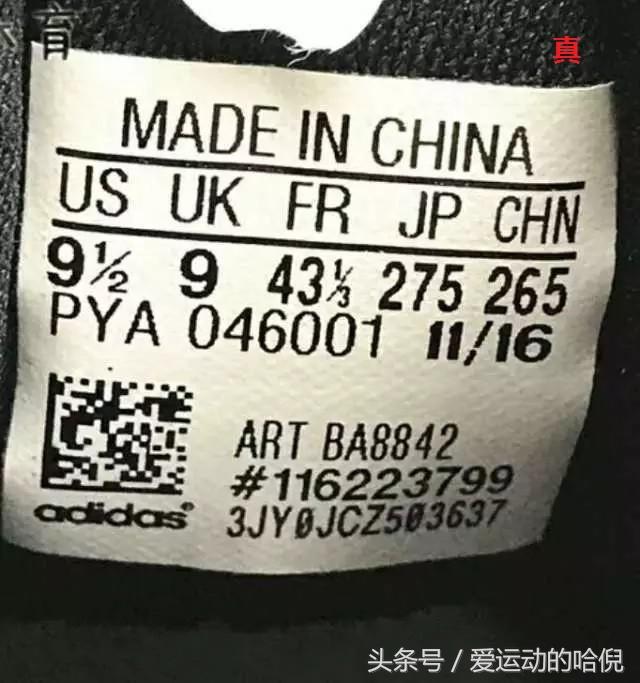 育
真
MADE IN CHINA
US UK FR JP CHN
9½ 9 43⅓ 275 265
PYA 046001 11/16
ART BA8842
#116223799
adidas®
3JY0JCZ503637
头条号 / 爱运动的哈倪